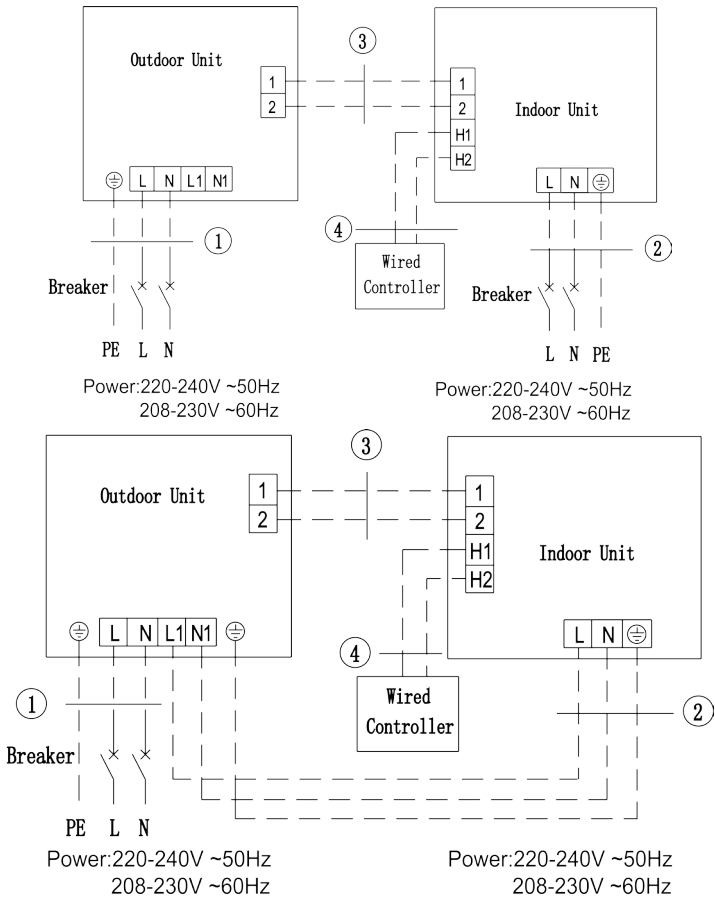 ③
Outdoor Unit
1
2
1
2
H1
H2
Indoor Unit
L N L1 N1
L N
①
④
②
Wired
Controller
Breaker
Breaker
PE L N
L N PE
Power:220-240V ~50Hz
208-230V ~60Hz
Power:220-240V ~50Hz
208-230V ~60Hz
③
Outdoor Unit
1
2
1
2
H1
H2
Indoor Unit
L N L1 N1
L N
④
①
②
Wired
Controller
Breaker
PE L N
Power:220-240V ~50Hz
208-230V ~60Hz
Power:220-240V ~50Hz
208-230V ~60Hz